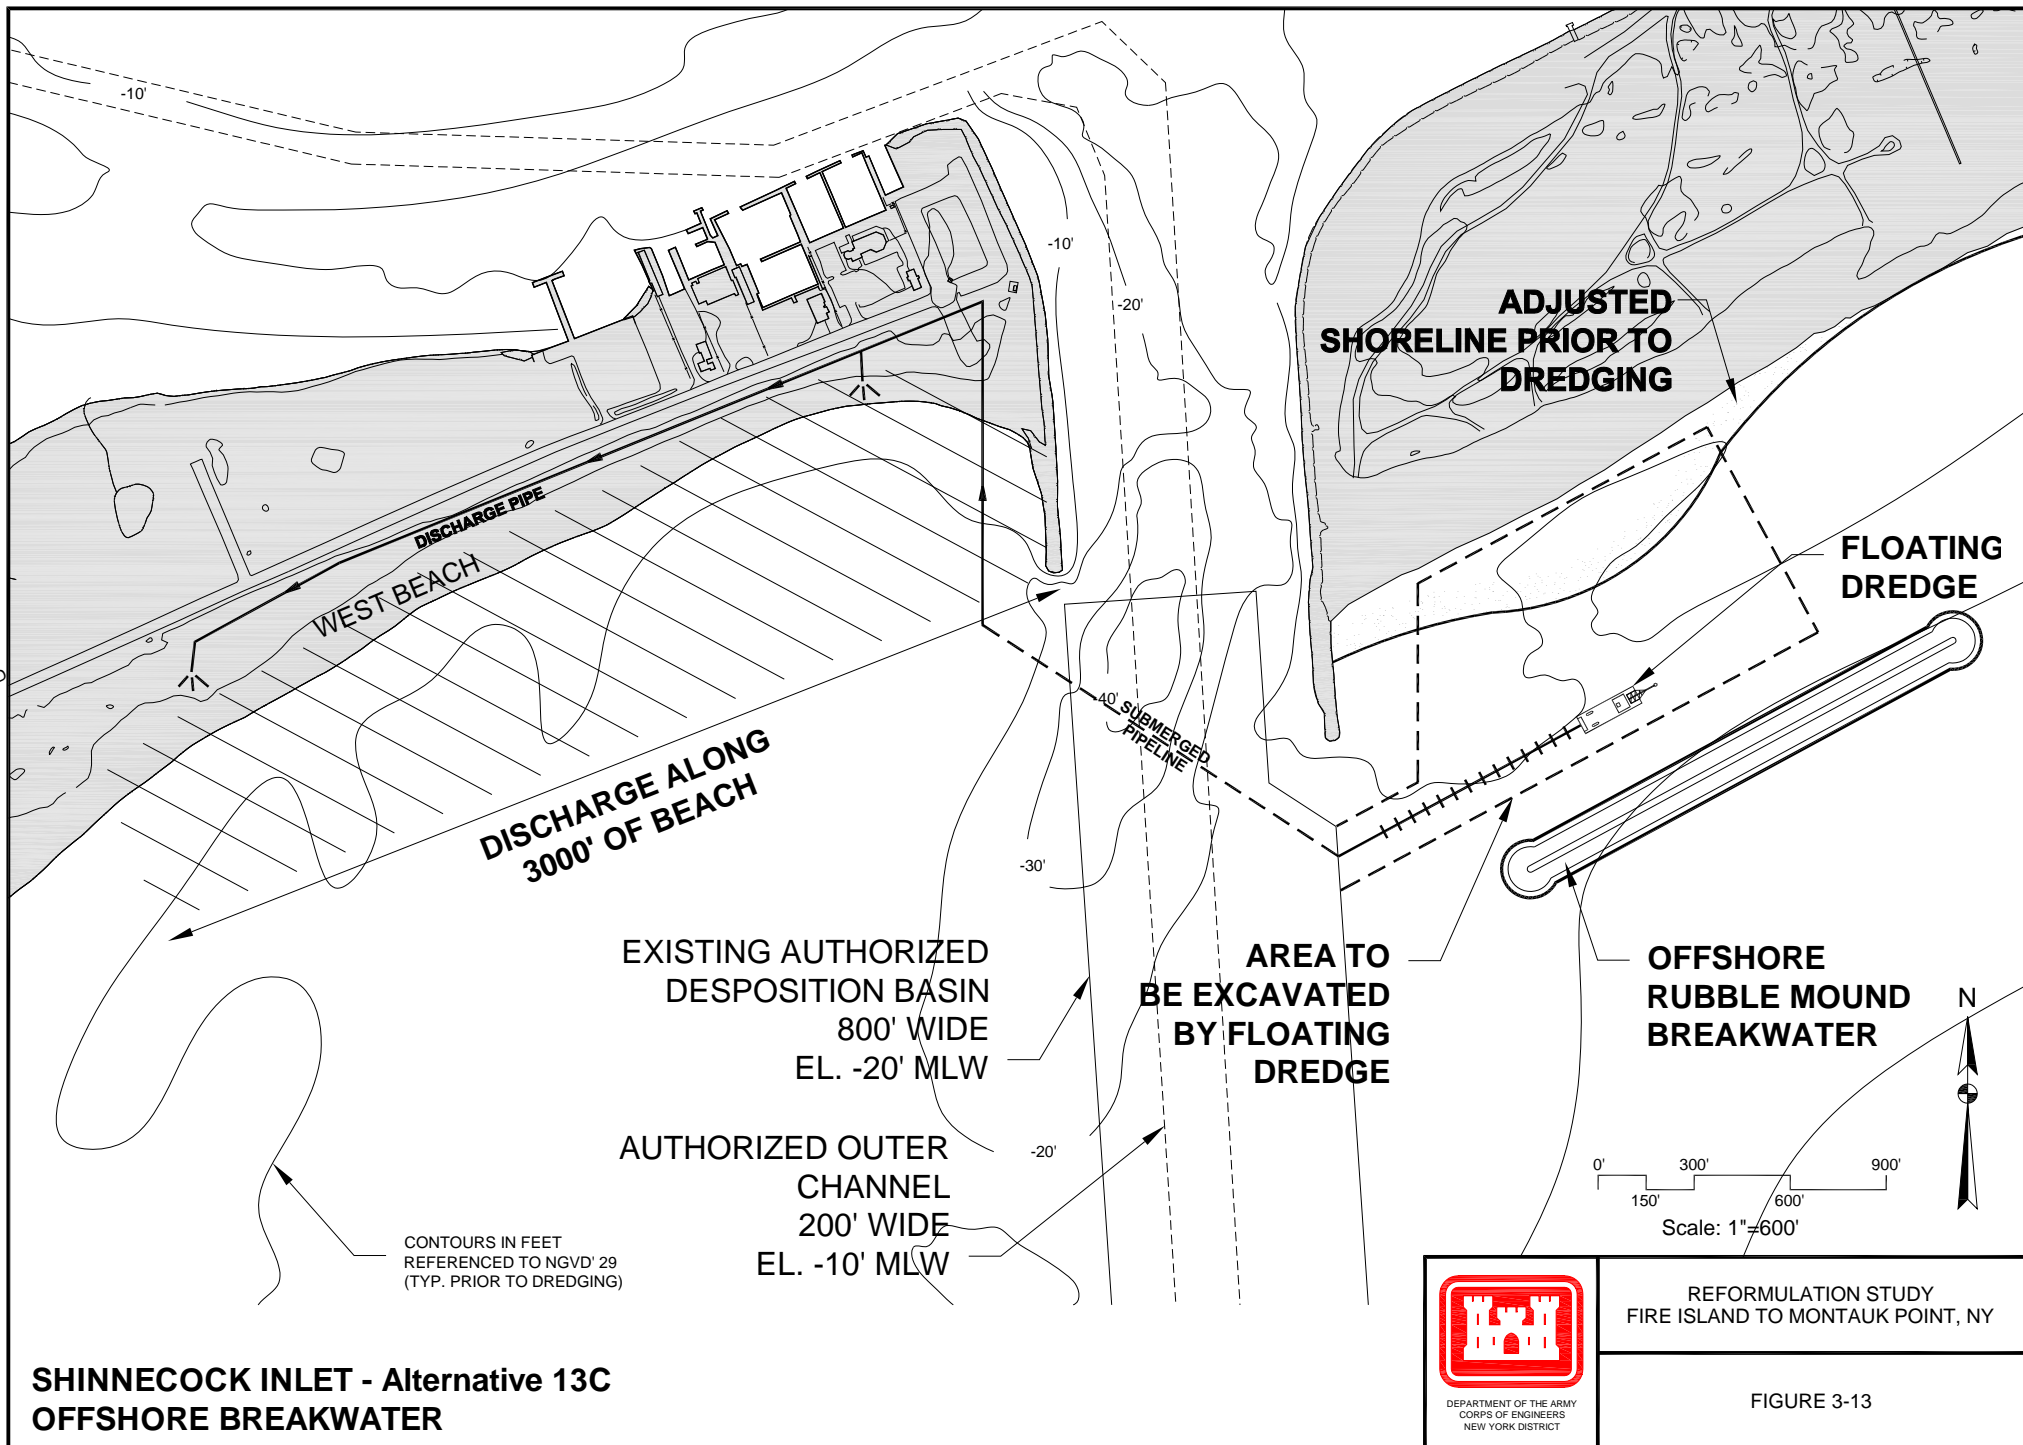 -10'
-10'
-20'
ADJUSTED
SHORELINE PRIOR TO
DREDGING
DISCHARGE PIPE
WEST BEACH
FLOATING
DREDGE
-40'
SUBMERGED
PIPELINE
DISCHARGE ALONG
3000' OF BEACH
-30'
EXISTING AUTHORIZED
DESPOSITION BASIN
800' WIDE
EL. -20' MLW
AREA TO
BE EXCAVATED
BY FLOATING
DREDGE
OFFSHORE
RUBBLE MOUND
BREAKWATER
N
AUTHORIZED OUTER
CHANNEL
200' WIDE
EL. -10' MLW
-20'
0' 300' 900'
150' 600'
Scale: 1"=600'
CONTOURS IN FEET
REFERENCED TO NGVD' 29
(TYP. PRIOR TO DREDGING)
REFORMULATION STUDY
FIRE ISLAND TO MONTAUK POINT, NY
DEPARTMENT OF THE ARMY
CORPS OF ENGINEERS
NEW YORK DISTRICT
FIGURE 3-13
SHINNECOCK INLET - Alternative 13C
OFFSHORE BREAKWATER